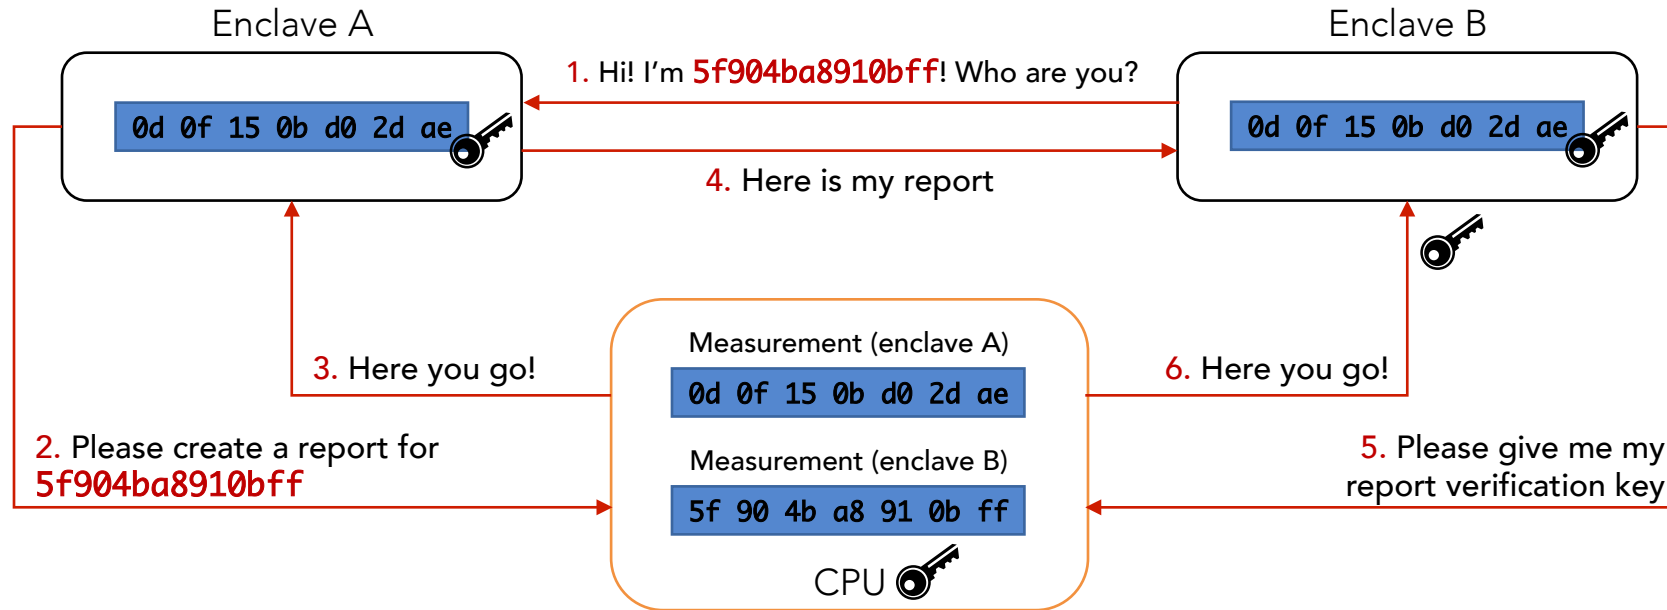 Enclave A
Enclave B
1. Hi! I'm 5f904ba8910bff! Who are you?
0d 0f 15 0b d0 2d ae
0d 0f 15 0b d0 2d ae
4. Here is my report
Measurement (enclave A)
3. Here you go!
6. Here you go!
0d 0f 15 0b d0 2d ae
2. Please create a report for
5f904ba8910bff
Measurement (enclave B)
5f 90 4b a8 91 0b ff
5. Please give me my
report verification key
CPU